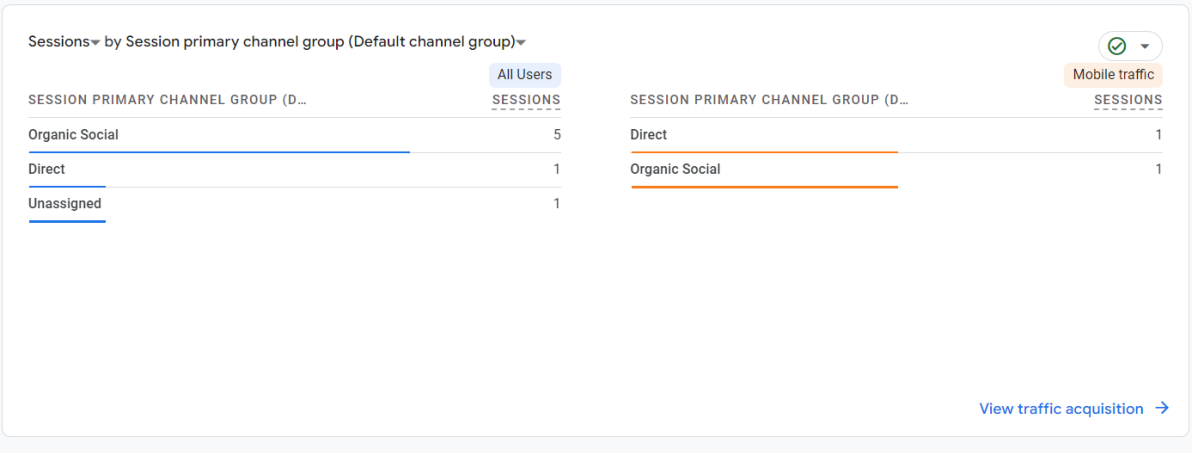 Sessions by Session primary channel group (Default channel group)
All Users
SESSION PRIMARY CHANNEL GROUP (D... SESSIONS
Organic Social 5
Direct 1
Unassigned 1
Mobile traffic
SESSION PRIMARY CHANNEL GROUP (D... SESSIONS
Direct 1
Organic Social 1
View traffic acquisition